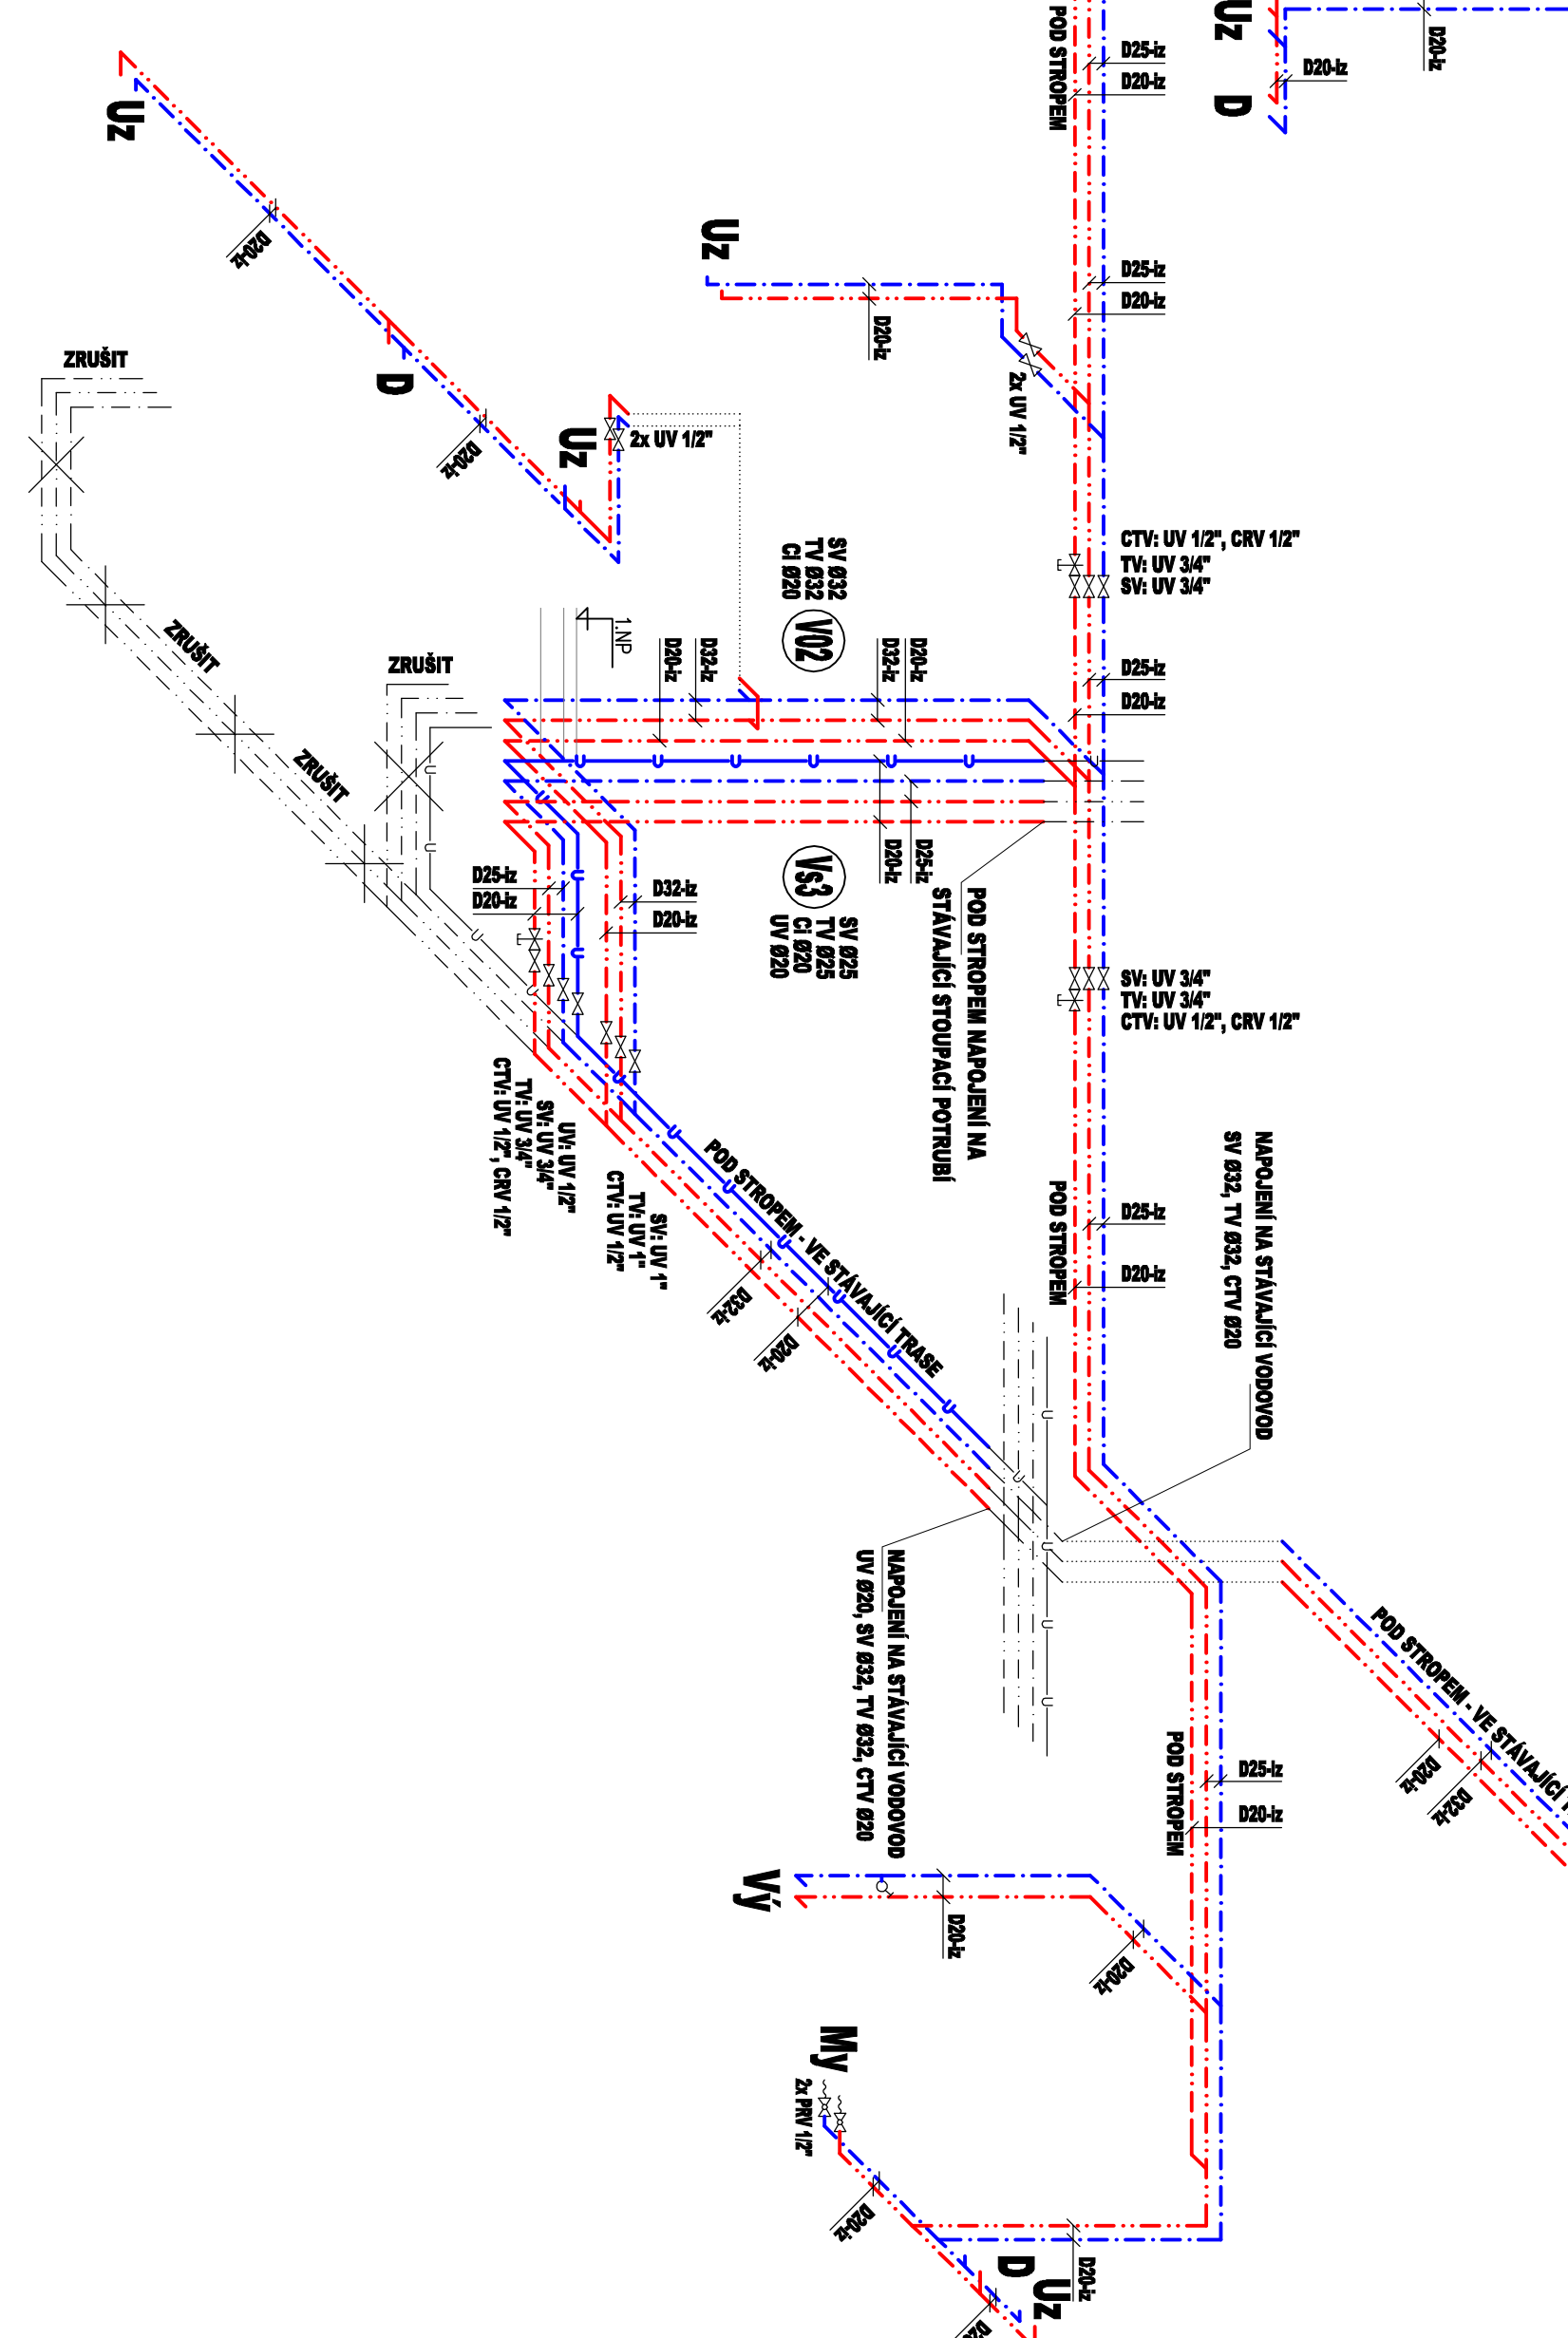 Uz
D
D20-iz
D20-iz
POD STROPEM
D25-iz
D20-iz
Uz
D20-iz
Uz
D20-iz
2x UV 1/2"
D25-iz
D20-iz
ZRUŠIT
D
D20-iz
Uz
2x UV 1/2"
CTV: UV 1/2", CRV 1/2"
TV: UV 3/4"
SV: UV 3/4"
SV Ø32
TV Ø32
Ci Ø20
V02
1.NP
ZRUŠIT
ZRUŠIT
ZRUŠIT
D20-iz
D32-iz
D32-iz
D20-iz
D25-iz
D20-iz
D20-iz
D25-iz
Vs3
SV Ø25
TV Ø25
Ci Ø20
UV Ø20
D25-iz
D20-iz
D32-iz
D20-iz
POD STROPEM NAPOJENÍ NA
STÁVAJÍCÍ STOUPACÍ POTRUBÍ
SV: UV 3/4"
TV: UV 3/4"
CTV: UV 1/2", CRV 1/2"
UV: UV 1/2"
SV: UV 3/4"
TV: UV 3/4"
CTV: UV 1/2", CRV 1/2"
SV: UV 1"
TV: UV 1"
CTV: UV 1/2"
POD STROPEM - VE STÁVAJÍCÍ TRASE
D32-iz
D20-iz
POD STROPEM
D25-iz
D20-iz
NAPOJENÍ NA STÁVAJÍCÍ VODOVOD
SV Ø32, TV Ø32, CTV Ø20
NAPOJENÍ NA STÁVAJÍCÍ VODOVOD
UV Ø20, SV Ø32, TV Ø32, CTV Ø20
POD STROPEM - VE STÁVAJÍCÍ
D20-iz
D32-iz
POD STROPEM
D25-iz
D20-iz
Vý
D20-iz
D20-iz
My
2x PRV 1/2"
D20-iz
D
Uz
D20-iz